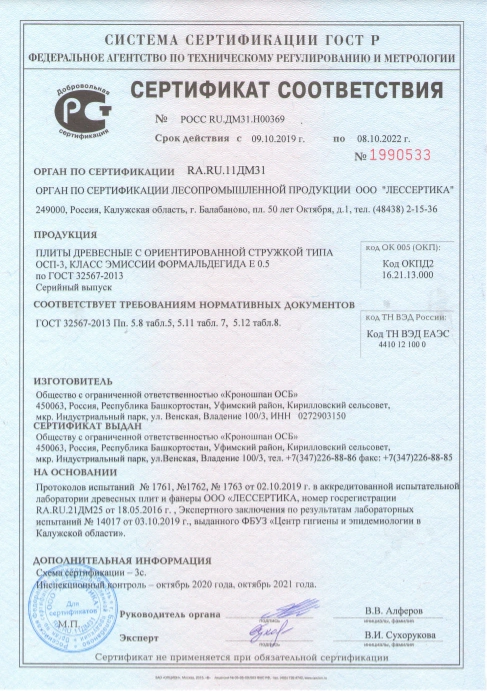 СИСТЕМА СЕРТИФИКАЦИИ ГОСТ Р
ФЕДЕРАЛЬНОЕ АГЕНТСТВО ПО ТЕХНИЧЕСКОМУ РЕГУЛИРОВАНИЮ И МЕТРОЛОГИИ
Добровольная
сертификация
СЕРТИФИКАТ СООТВЕТСТВИЯ
№ РОСС RU.ДМ31.Н00369
Срок действия с 09.10.2019 г. по 08.10.2022 г.
№ 1990533
ОРГАН ПО СЕРТИФИКАЦИИ RA.RU.11ДМ31
ОРГАН ПО СЕРТИФИКАЦИИ ЛЕСОПРОМЫШЛЕННОЙ ПРОДУКЦИИ ООО "ЛЕССЕРТИКА"
249000, Россия, Калужская область, г. Балабаново, пл. 50 лет Октября, д.1, тел. (48438) 2-15-36
ПРОДУКЦИЯ
ПЛИТЫ ДРЕВЕСНЫЕ С ОРИЕНТИРОВАННОЙ СТРУЖКОЙ ТИПА
ОСП-3, КЛАСС ЭМИССИИ ФОРМАЛЬДЕГИДА Е 0.5
по ГОСТ 32567-2013
Серийный выпуск
код ОК 005 (ОКП):
Код ОКПД2
16.21.13.000
СООТВЕТСТВУЕТ ТРЕБОВАНИЯМ НОРМАТИВНЫХ ДОКУМЕНТОВ
ГОСТ 32567-2013 Пп. 5.8 табл.5, 5.11 табл. 7, 5.12 табл.8.
код ТН ВЭД России:
Код ТН ВЭД ЕАЭС
4410 12 100 0
ИЗГОТОВИТЕЛЬ
Общество с ограниченной ответственностью «Кроношпан ОСБ»
450063, Россия, Республика Башкортостан, Уфимский район, Кирилловский сельсовет,
мкр. Индустриальный парк, ул. Венская, Владение 100/3, ИНН 0272903150
СЕРТИФИКАТ ВЫДАН
Общество с ограниченной ответственностью «Кроношпан ОСБ»
450063, Россия, Республика Башкортостан, Уфимский район, Кирилловский сельсовет,
мкр. Индустриальный парк, ул.Венская, Владение 100/3, тел. +7(347)226-88-86 факс: +7(347)226-88-85
НА ОСНОВАНИИ
Протоколов испытаний № 1761, №1762, № 1763 от 02.10.2019 г. в аккредитованной испытательной
лаборатории древесных плит и фанеры ООО «ЛЕССЕРТИКА, номер госрегистрации
RA.RU.21ДМ25 от 18.05.2016 г. , Экспертного заключения по результатам лабораторных
испытаний № 14017 от 03.10.2019 г., выданного ФБУЗ «Центр гигиены и эпидемиологии в
Калужской области».
ДОПОЛНИТЕЛЬНАЯ ИНФОРМАЦИЯ
Схема сертификации – 3с.
Инспекционный контроль – октябрь 2020 года, октябрь 2021 года.
Для
сертификатов
М.П.
Руководитель органа
подпись
В.В. Алферов
инициалы, фамилия
Эксперт
подпись
В.И. Сухорукова
инициалы, фамилия
Сертификат не применяется при обязательной сертификации